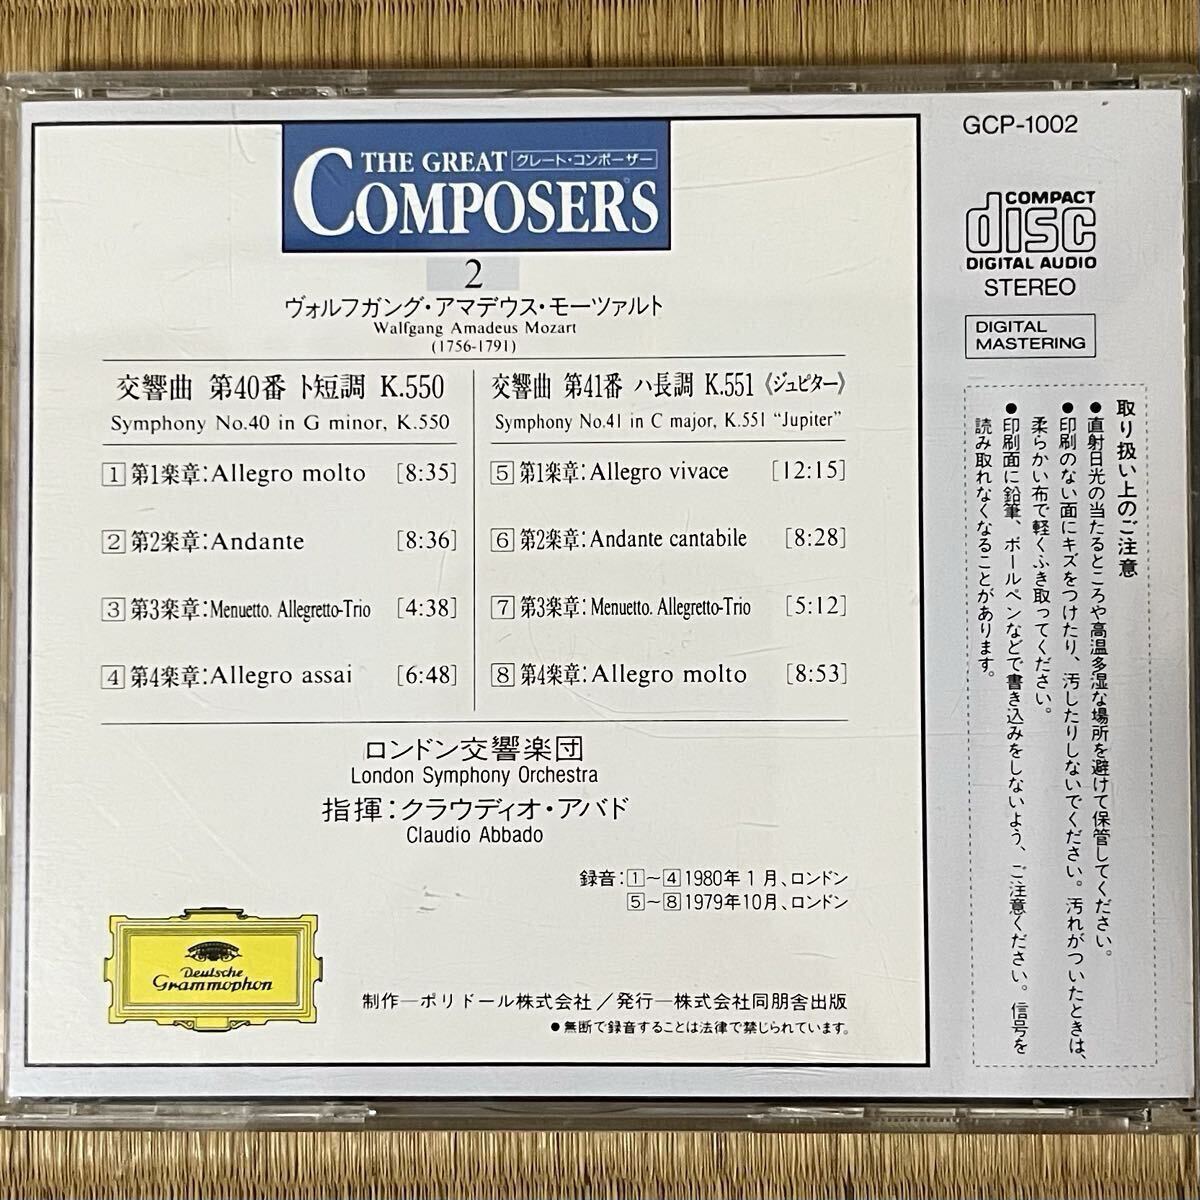 THE GREAT グレート・コンポーザー
COMPOSERS
2
ヴォルフガング・アマデウス・モーツァルト
Walfgang Amadeus Mozart
(1756-1791)
交響曲 第40番 ト短調 K.550
Symphony No.40 in G minor, K.550
1 第1楽章:Allegro molto [8:35]
2 第2楽章:Andante [8:36]
3 第3楽章:Menuetto. Allegretto-Trio [4:38]
4 第4楽章:Allegro assai [6:48]
交響曲 第41番 ハ長調 K.551《ジュピター》
Symphony No.41 in C major, K.551 “Jupiter”
5 第1楽章:Allegro vivace [12:15]
6 第2楽章:Andante cantabile [8:28]
7 第3楽章:Menuetto. Allegretto-Trio [5:12]
8 第4楽章:Allegro molto [8:53]
ロンドン交響楽団
London Symphony Orchestra
指揮:クラウディオ・アバド
Claudio Abbado
録音:1〜4 1980年1月、ロンドン
5〜8 1979年10月、ロンドン
Deutsche
Grammophon
制作―ポリドール株式会社/発行―株式会社同朋舎出版
●無断で録音することは法律で禁じられています。
GCP-1002
COMPACT
disc
DIGITAL AUDIO
STEREO
DIGITAL
MASTERING
取り扱い上のご注意
●直射日光の当たるところや高温多湿な場所を避けて保管してください。
●印刷のない面にキズをつけたり、汚したりしないでください。汚れがついたときは、
柔らかい布で軽くふき取ってください。
●印刷面に鉛筆、ボールペンなどで書き込みをしないよう、ご注意ください。信号を
読み取れなくなることがあります。